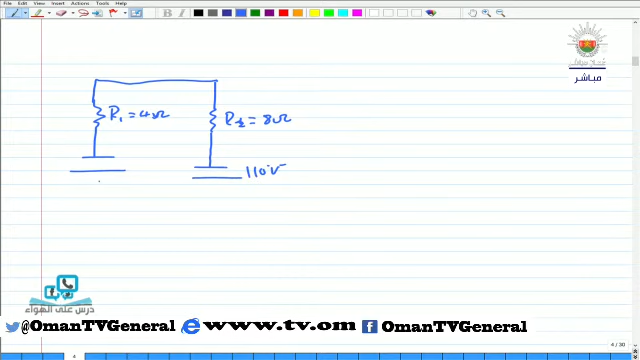 File Edit View Insert Actions Tools Help
مباشر
R₁ = 4Ω
R₂ = 8Ω
110V
درس على الهواء
@OmanTVGeneral www.tv.om OmanTVGeneral
4 / 30
4